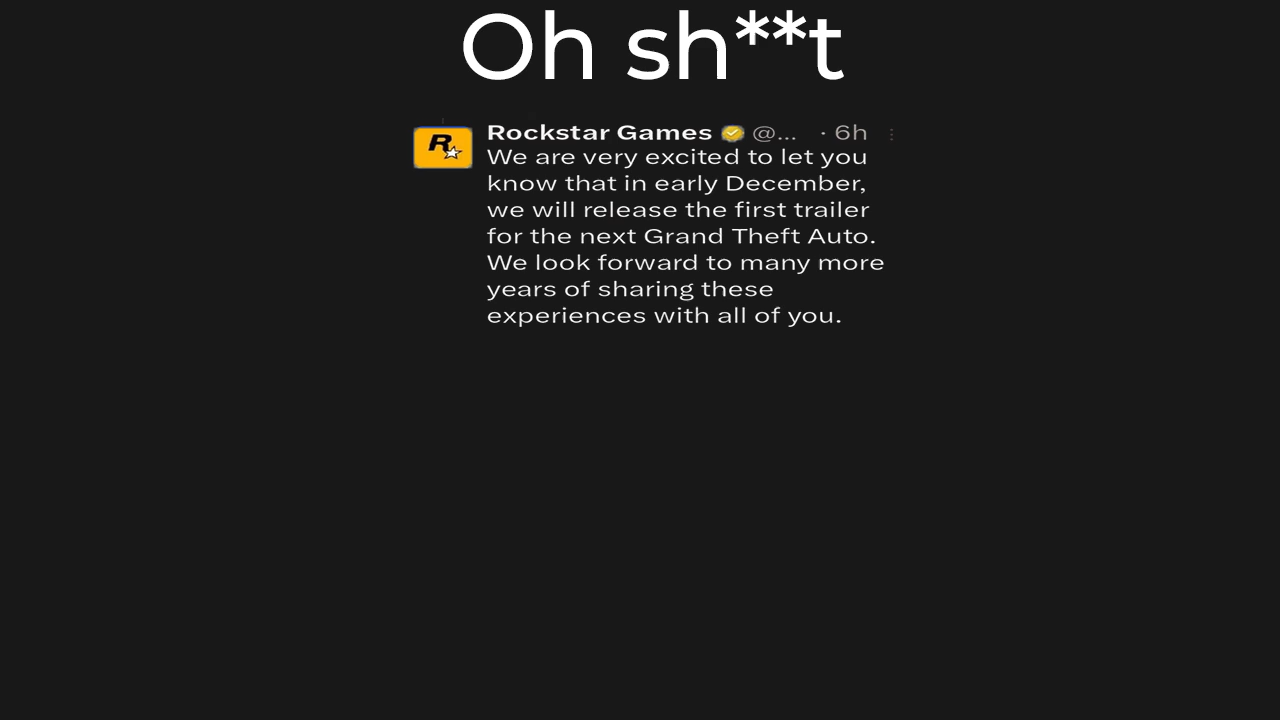 Oh sh**t
Rockstar Games @... · 6h
We are very excited to let you
know that in early December,
we will release the first trailer
for the next Grand Theft Auto.
We look forward to many more
years of sharing these
experiences with all of you.